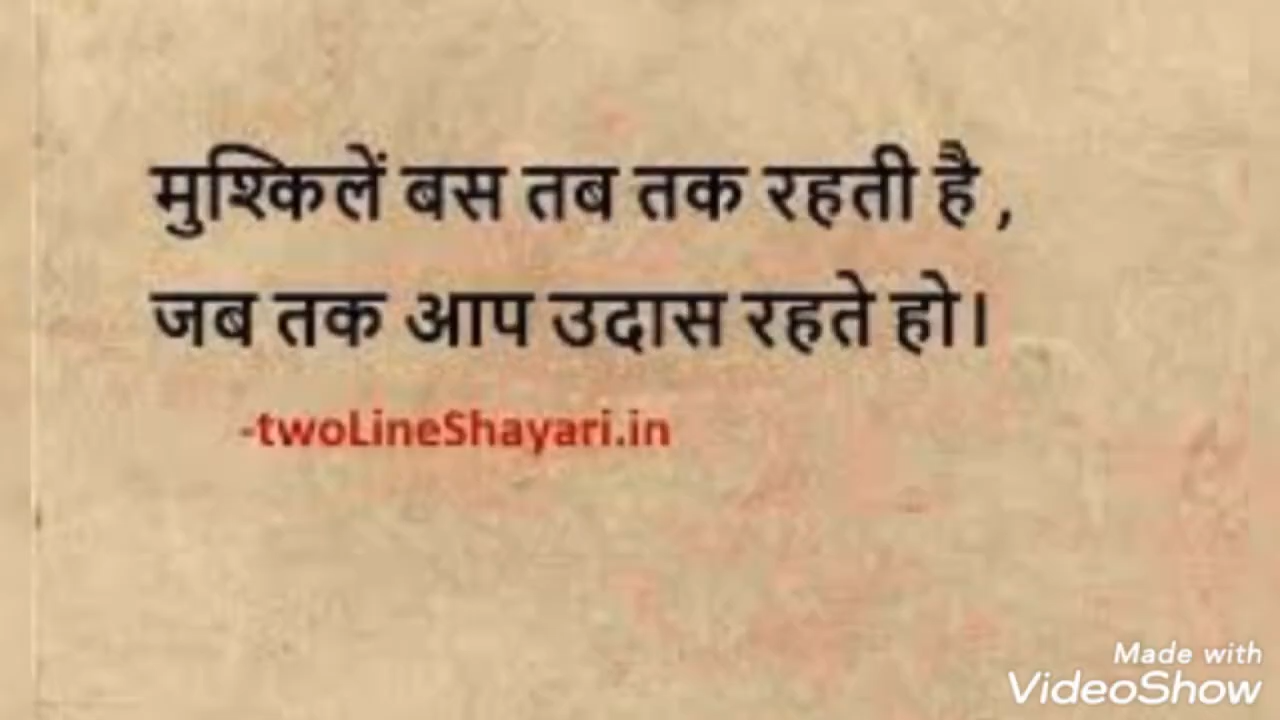 मुश्किलें बस तब तक रहती है ,
जब तक आप उदास रहते हो।
-twoLineShayari.in
Made with
VideoShow